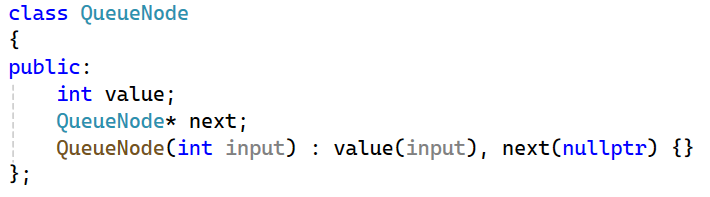 class QueueNode
{
public:
    int value;
    QueueNode* next;
    QueueNode(int input) : value(input), next(nullptr) {}
};